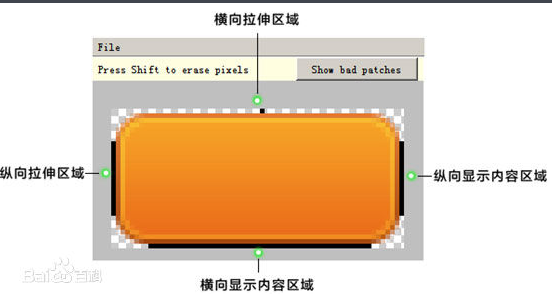 横向拉伸区域
File
Press Shift to erase pixels
Show bad patches
纵向拉伸区域
纵向显示内容区域
横向显示内容区域
Bai百科